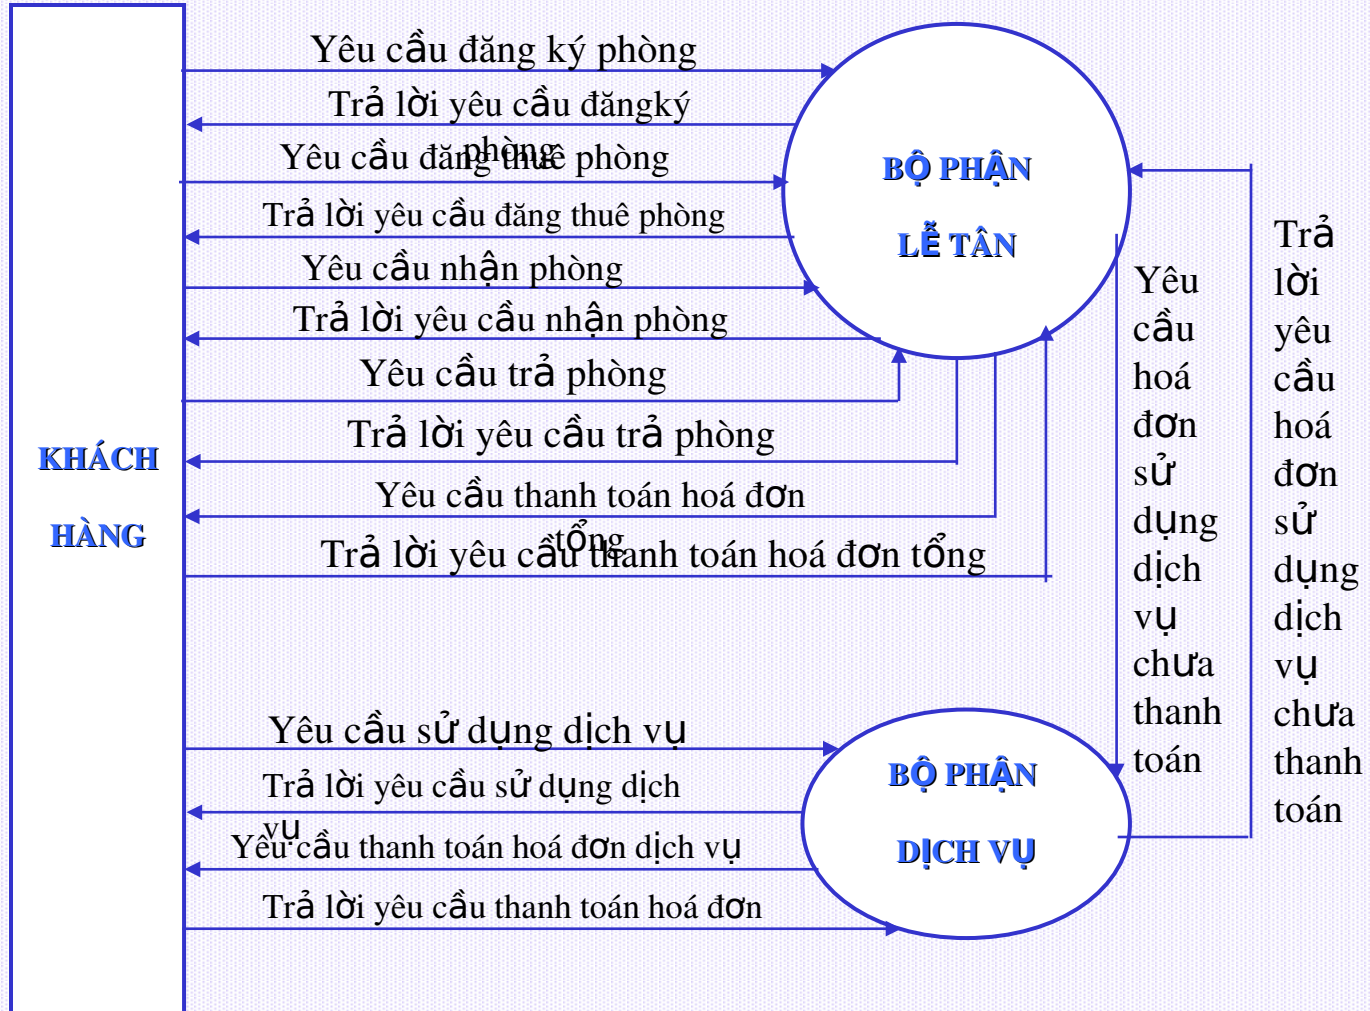 Yêu cầu đăng ký phòng
Trả lời yêu cầu đăngký
phòng
Yêu cầu đăng thuê phòng
Trả lời yêu cầu đăng thuê phòng
Yêu cầu nhận phòng
Trả lời yêu cầu nhận phòng
Yêu cầu trả phòng
Trả lời yêu cầu trả phòng
Yêu cầu thanh toán hoá đơn
tổng
Trả lời yêu cầu thanh toán hoá đơn tổng
KHÁCH
HÀNG
BỘ PHẬN
LỄ TÂN
Yêu
cầu
hoá
đơn
sử
dụng
dịch
vụ
chưa
thanh
toán
Trả
lời
yêu
cầu
hoá
đơn
sử
dụng
dịch
vụ
chưa
thanh
toán
Yêu cầu sử dụng dịch vụ
Trả lời yêu cầu sử dụng dịch
vụ
Yêu cầu thanh toán hoá đơn dịch vụ
Trả lời yêu cầu thanh toán hoá đơn
BỘ PHẬN
DỊCH VỤ